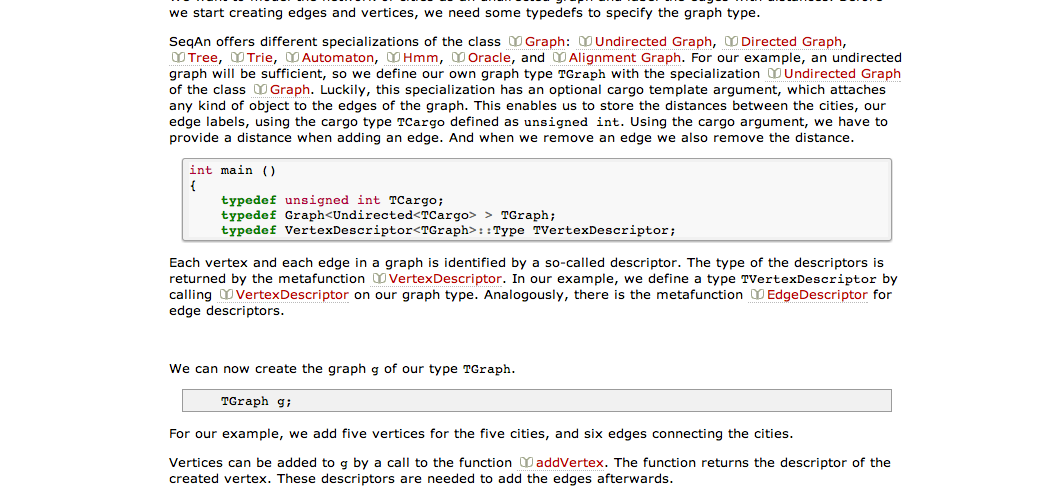 we start creating edges and vertices, we need some typedefs to specify the graph type.
SeqAn offers different specializations of the class Graph: Undirected Graph, Directed Graph,
Tree, Trie, Automaton, Hmm, Oracle, and Alignment Graph. For our example, an undirected
graph will be sufficient, so we define our own graph type TGraph with the specialization Undirected Graph
of the class Graph. Luckily, this specialization has an optional cargo template argument, which attaches
any kind of object to the edges of the graph. This enables us to store the distances between the cities, our
edge labels, using the cargo type TCargo defined as unsigned int. Using the cargo argument, we have to
provide a distance when adding an edge. And when we remove an edge we also remove the distance.
int main ()
{
    typedef unsigned int TCargo;
    typedef Graph<Undirected<TCargo> > TGraph;
    typedef VertexDescriptor<TGraph>::Type TVertexDescriptor;
Each vertex and each edge in a graph is identified by a so-called descriptor. The type of the descriptors is
returned by the metafunction VertexDescriptor. In our example, we define a type TVertexDescriptor by
calling VertexDescriptor on our graph type. Analogously, there is the metafunction EdgeDescriptor for
edge descriptors.
We can now create the graph g of our type TGraph.
    TGraph g;
For our example, we add five vertices for the five cities, and six edges connecting the cities.
Vertices can be added to g by a call to the function addVertex. The function returns the descriptor of the
created vertex. These descriptors are needed to add the edges afterwards.